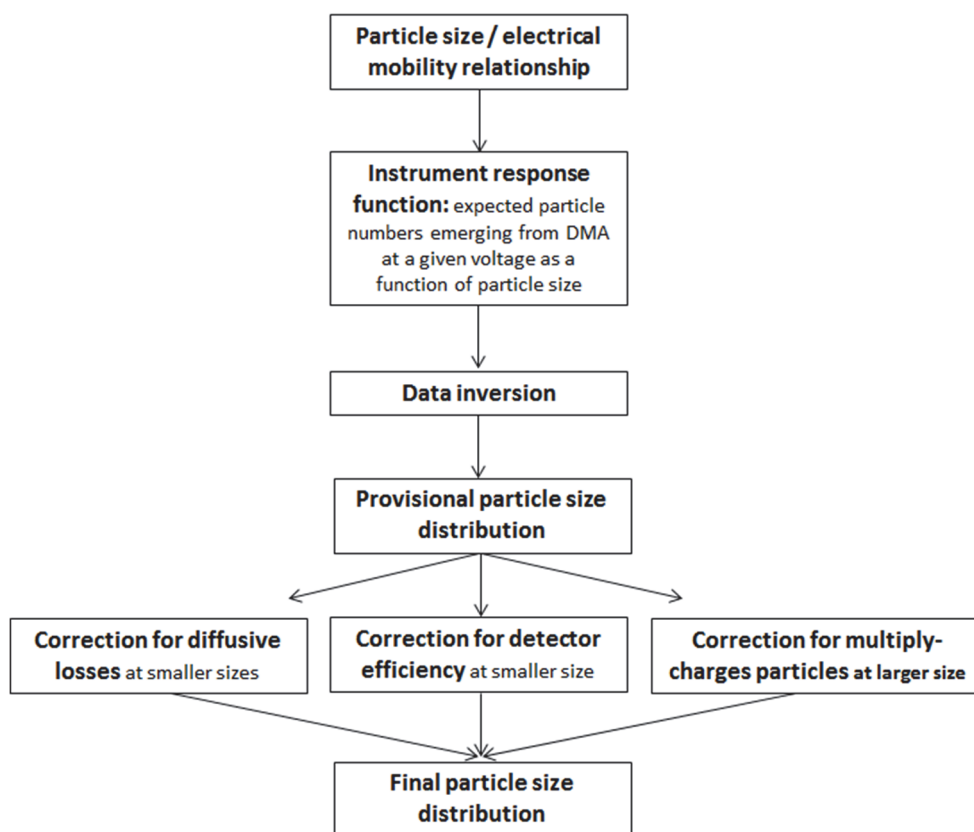 Particle size / electrical
mobility relationship
Instrument response
function: expected particle
numbers emerging from DMA
at a given voltage as a
function of particle size
Data inversion
Provisional particle size
distribution
Correction for diffusive
losses at smaller sizes
Correction for detector
efficiency at smaller size
Correction for multiply-
charges particles at larger size
Final particle size
distribution